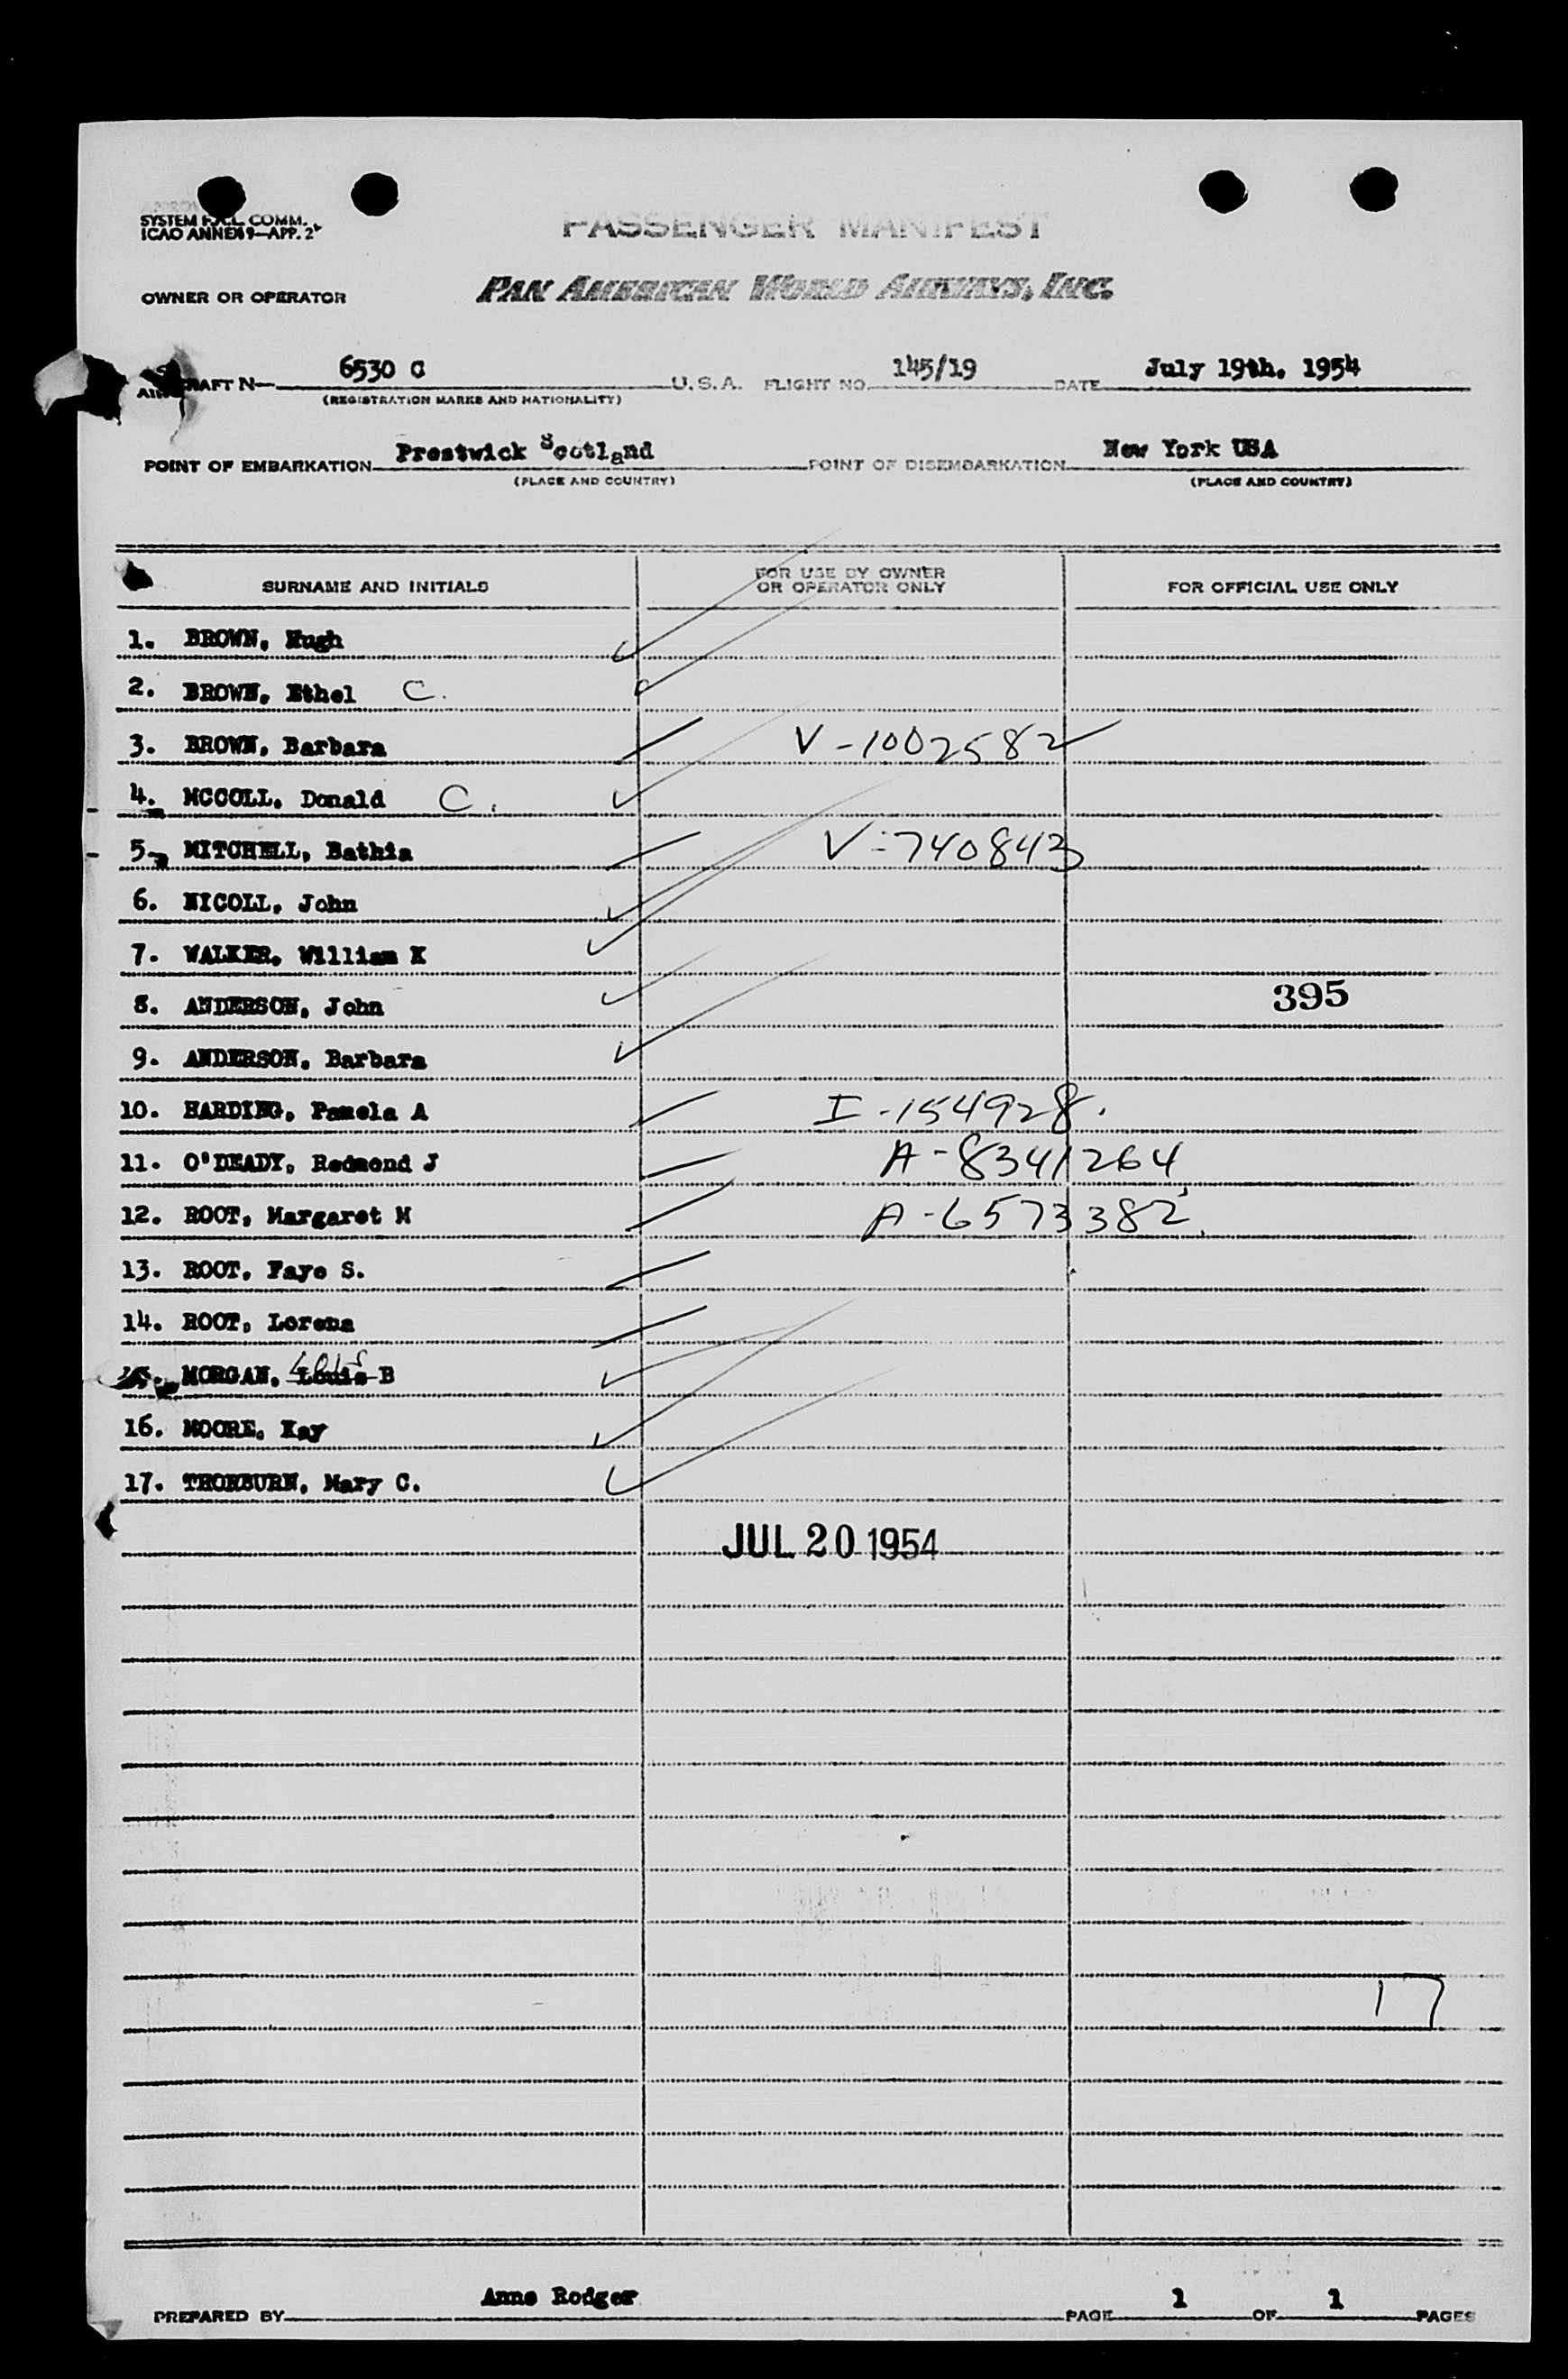 SYSTEM F.A.L. COMM.
ICAO ANNEX 9—APP. 2
PASSENGER MANIFEST
OWNER OR OPERATOR PAN AMERICAN WORLD AIRWAYS, INC.
AIRCRAFT N— 6530 C U.S.A. FLIGHT NO. 145/19 DATE July 19th. 1954
(REGISTRATION MARKS AND NATIONALITY)
POINT OF EMBARKATION Prestwick Scotland POINT OF DISEMBARKATION New York USA
(PLACE AND COUNTRY) (PLACE AND COUNTRY)
SURNAME AND INITIALS FOR USE BY OWNER OR OPERATOR ONLY FOR OFFICIAL USE ONLY
1. BROWN, Hugh
2. BROWN, Ethel C.
3. BROWN, Barbara V-1002582
4. MCCOLL, Donald C.
5. MITCHELL, Bathia V-740843
6. NICOLL, John
7. WALKER, William K
8. ANDERSON, John 395
9. ANDERSON, Barbara
10. HARDING, Pamela A I-154928.
11. O'DEADY, Redmond J A-8341264
12. ROOT, Margaret M A-6573382
13. ROOT, Faye S.
14. ROOT, Lorena
15. MORGAN, Louis B
16. MOORE, Kay
17. THORBURN, Mary C.
JUL 20 1954
17
PREPARED BY Anne Rodger PAGE 1 OF 1 PAGES